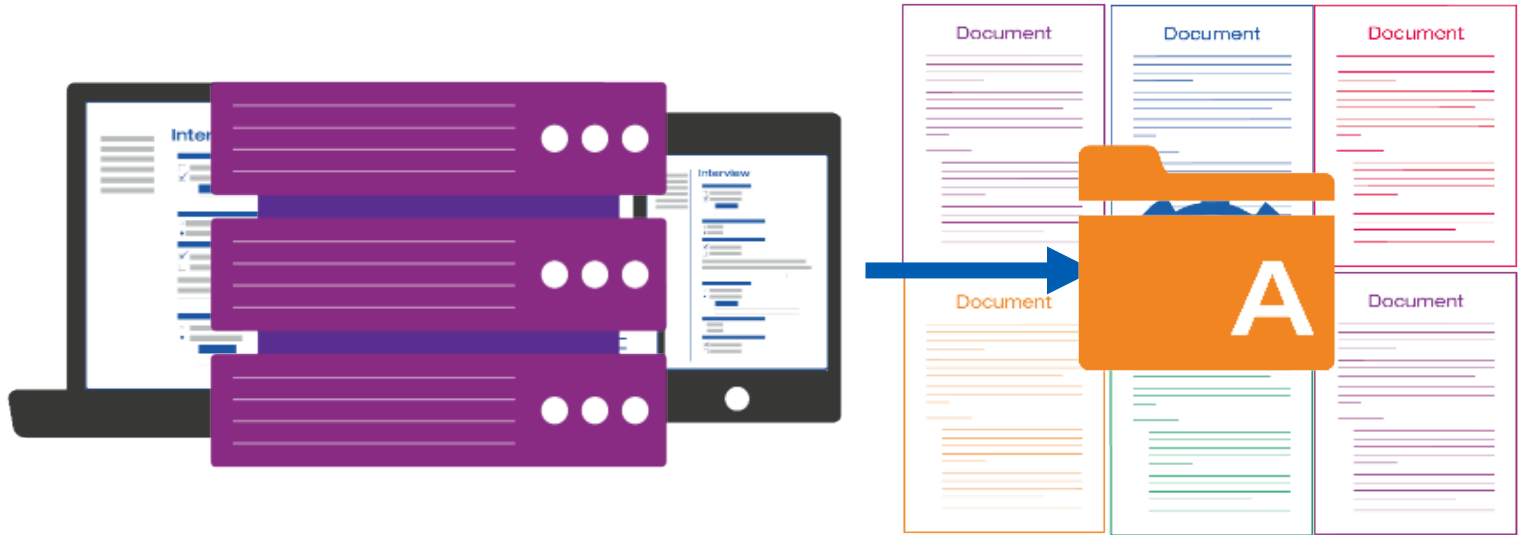 Inter
Interview
Document
Document
Document
Document
Document
A